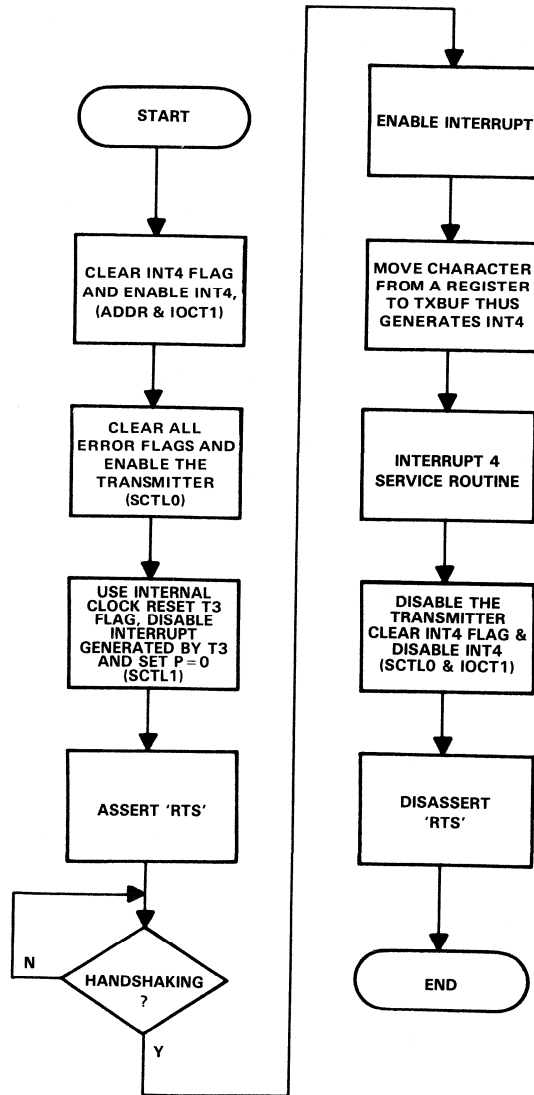 START
CLEAR INT4 FLAG
AND ENABLE INT4,
(ADDR & IOCT1)
CLEAR ALL
ERROR FLAGS AND
ENABLE THE
TRANSMITTER
(SCTL0)
USE INTERNAL
CLOCK RESET T3
FLAG, DISABLE
INTERRUPT
GENERATED BY T3
AND SET P=0
(SCTL1)
ASSERT 'RTS'
N
HANDSHAKING
?
Y
ENABLE INTERRUPT
MOVE CHARACTER
FROM A REGISTER
TO TXBUF THUS
GENERATES INT4
INTERRUPT 4
SERVICE ROUTINE
DISABLE THE
TRANSMITTER
CLEAR INT4 FLAG &
DISABLE INT4
(SCTL0 & IOCT1)
DISASSERT
'RTS'
END